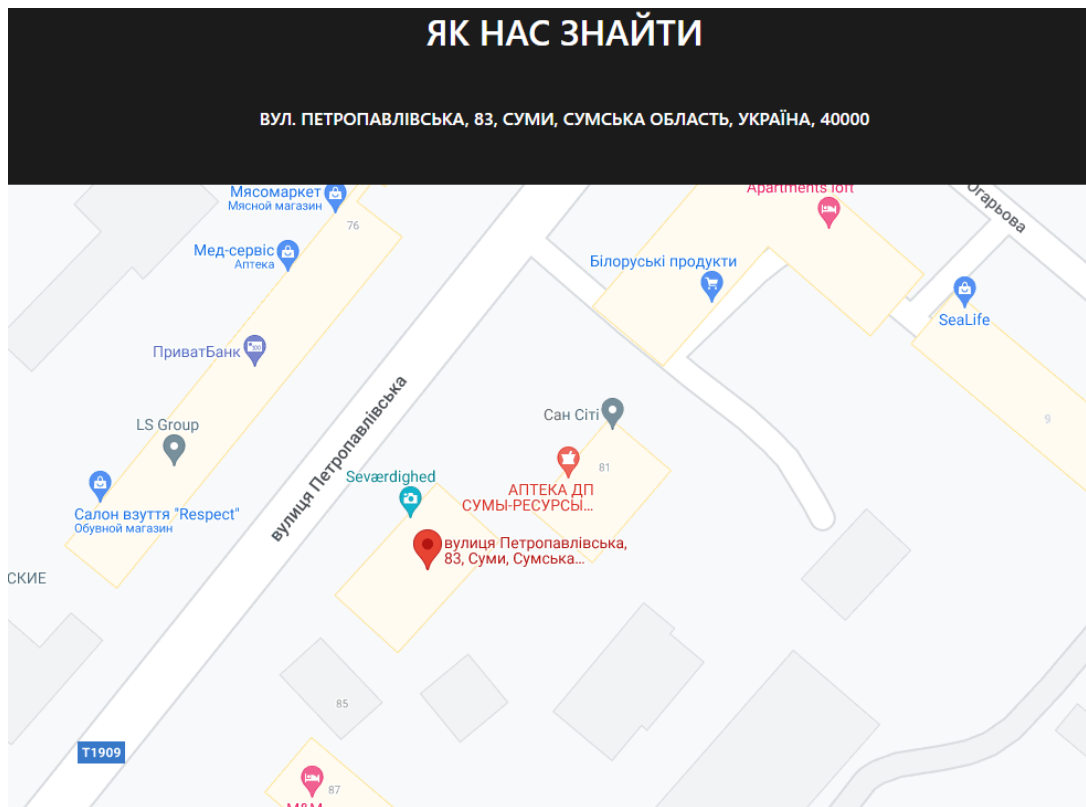 ЯК НАС ЗНАЙТИ
ВУЛ. ПЕТРОПАВЛІВСЬКА, 83, СУМИ, СУМСЬКА ОБЛАСТЬ, УКРАЇНА, 40000
Мясомаркет
Мясной магазин
76
Apartments loft
Огарьова
Мед-сервіс
Аптека
Білоруські продукти
SeaLife
ПриватБанк
вулиця Петропавлівська
LS Group
Сан Сіті
9
81
Seværdighed
АПТЕКА ДП
СУМЫ-РЕСУРСЫ...
Салон взуття "Respect"
Обувной магазин
вулиця Петропавлівська,
83, Суми, Сумська...
СКИЕ
85
T1909
87
M&M